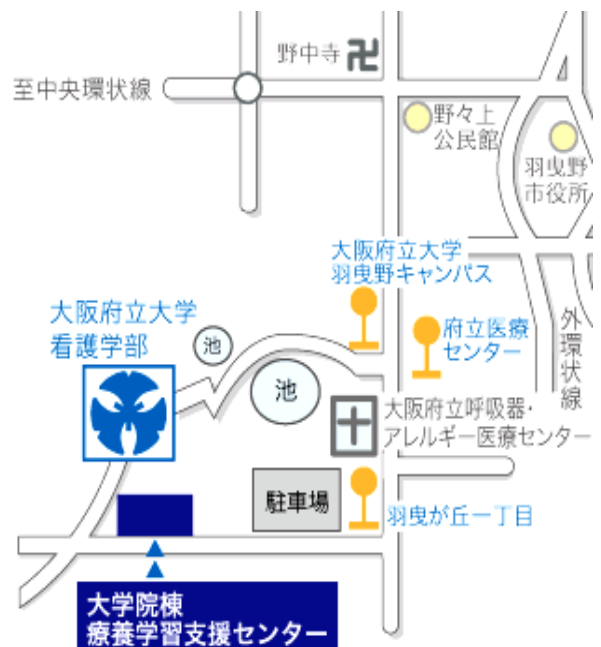 野中寺
至中央環状線
野々上
公民館
羽曳野
市役所
大阪府立大学
羽曳野キャンパス
大阪府立大学
看護学部
池
府立医療
センター
外環状線
池
大阪府立呼吸器・
アレルギー医療センター
駐車場
羽曳が丘一丁目
大学院棟
療養学習支援センター